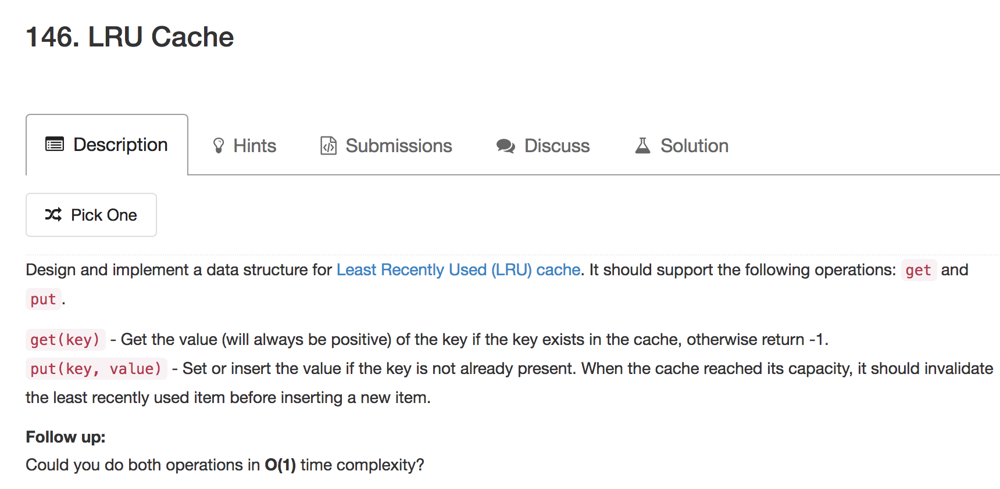 146. LRU Cache
Description Hints Submissions Discuss Solution
Pick One
Design and implement a data structure for Least Recently Used (LRU) cache. It should support the following operations: get and
put.
get(key) - Get the value (will always be positive) of the key if the key exists in the cache, otherwise return -1.
put(key, value) - Set or insert the value if the key is not already present. When the cache reached its capacity, it should invalidate
the least recently used item before inserting a new item.
Follow up:
Could you do both operations in O(1) time complexity?